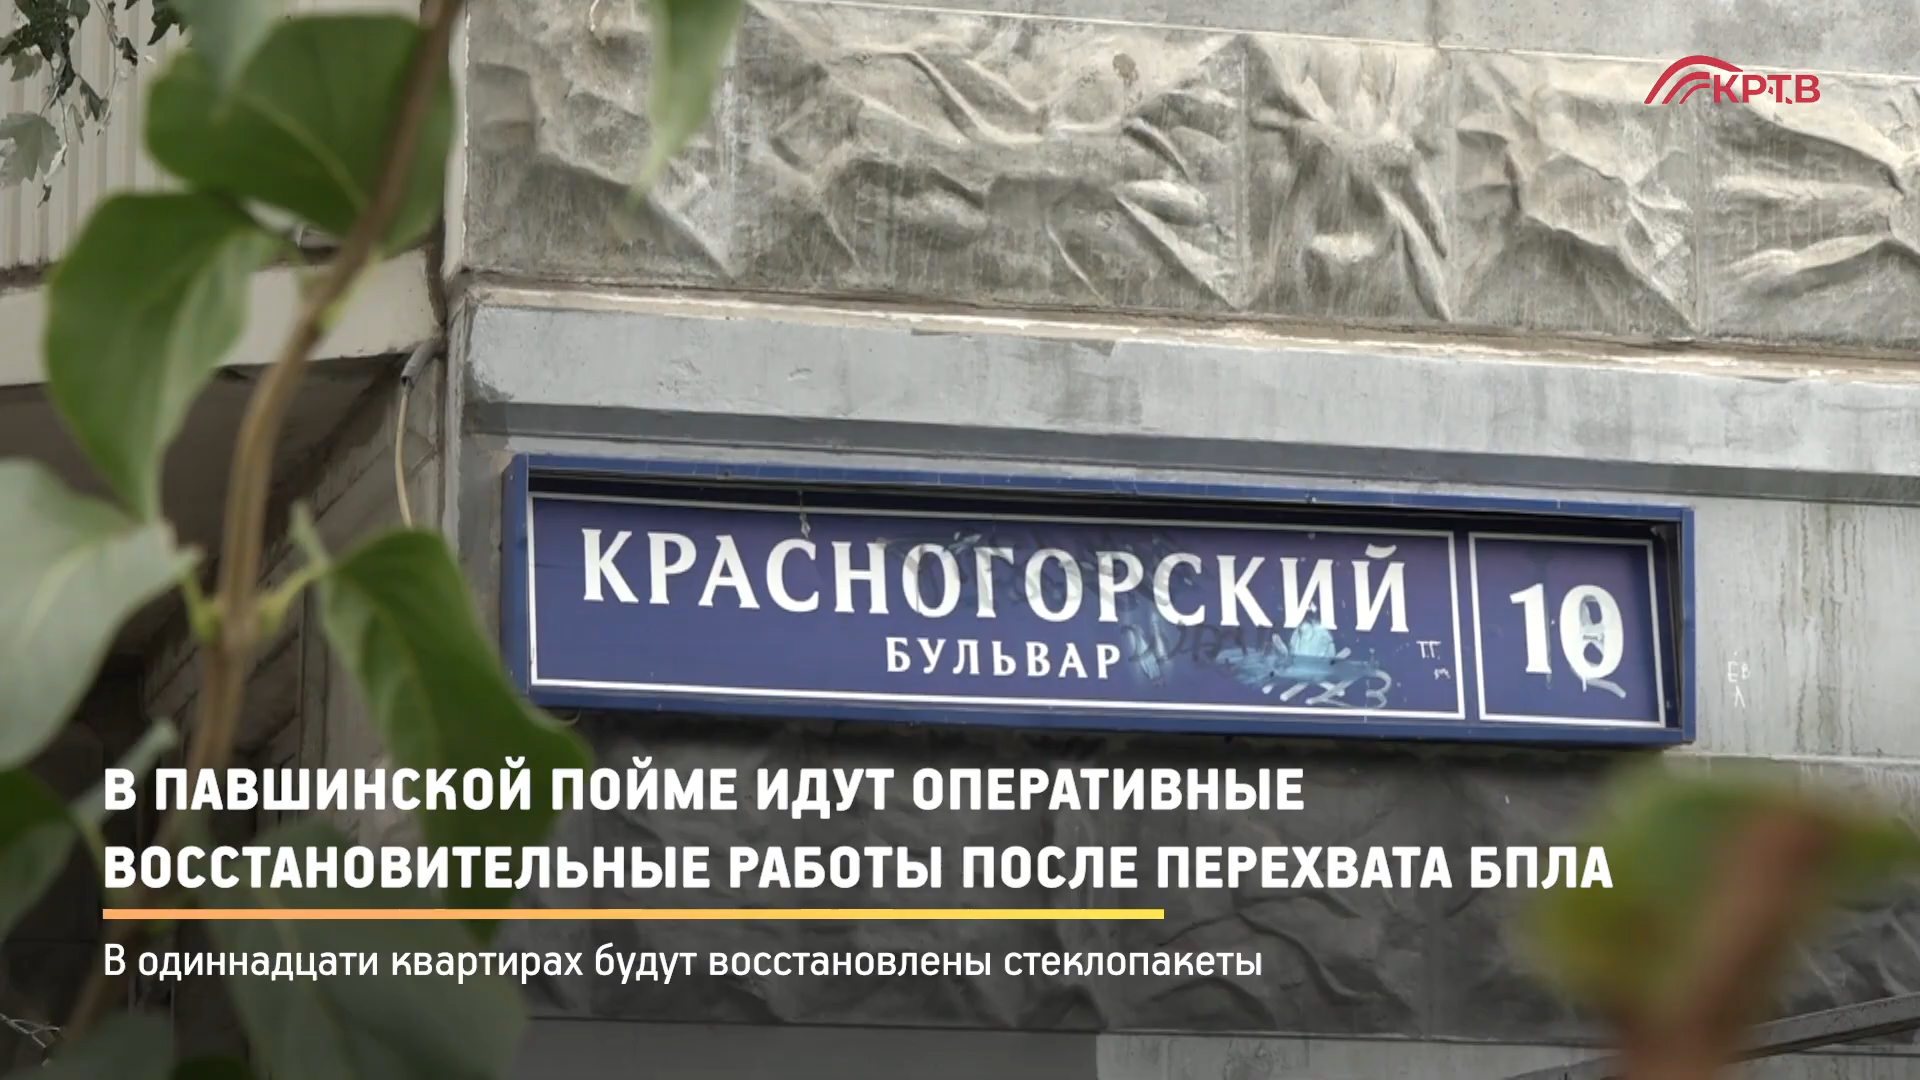 КРТВ
КРАСНОГОРСКИЙ
БУЛЬВАР
10
В ПАВШИНСКОЙ ПОЙМЕ ИДУТ ОПЕРАТИВНЫЕ
ВОССТАНОВИТЕЛЬНЫЕ РАБОТЫ ПОСЛЕ ПЕРЕХВАТА БПЛА
В одиннадцати квартирах будут восстановлены стеклопакеты